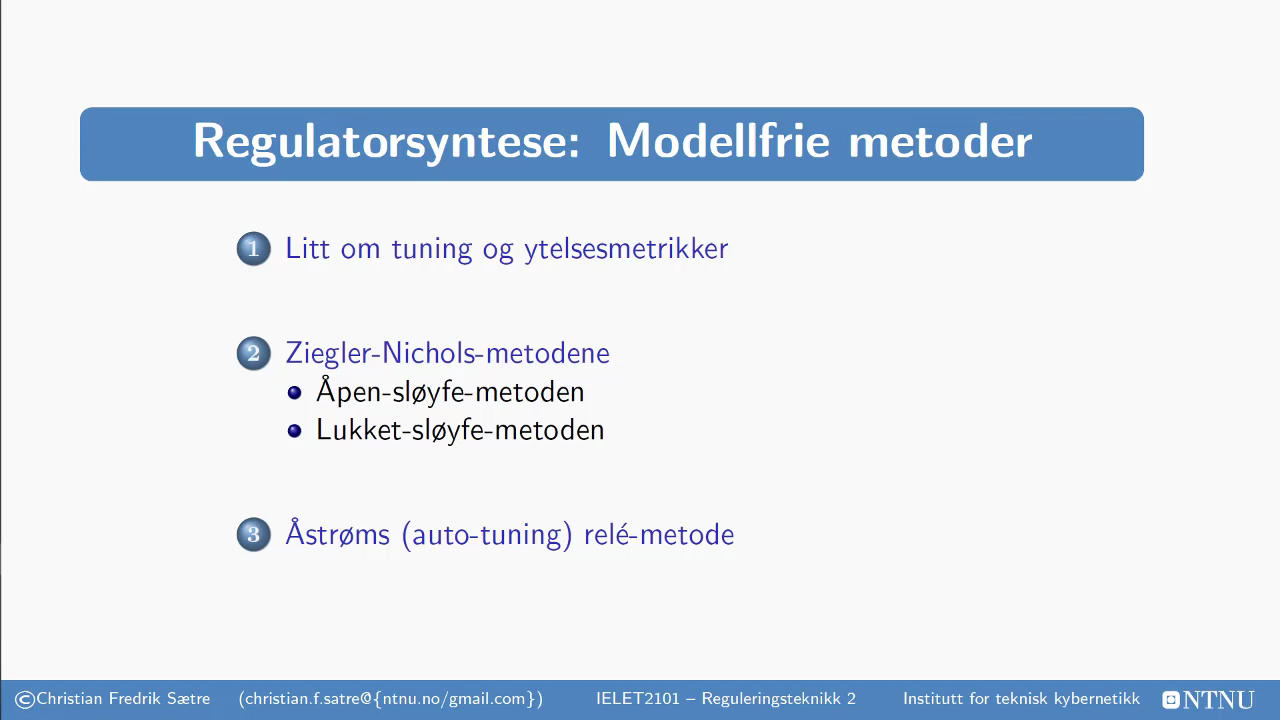 Regulatorsyntese: Modellfrie metoder
1 Litt om tuning og ytelsesmetrikker
2 Ziegler-Nichols-metodene
Åpen-sløyfe-metoden
Lukket-sløyfe-metoden
3 Åstrøms (auto-tuning) relé-metode
©Christian Fredrik Sætre (christian.f.satre@{ntnu.no/gmail.com}) IELET2101 – Reguleringsteknikk 2 Institutt for teknisk kybernetikk NTNU